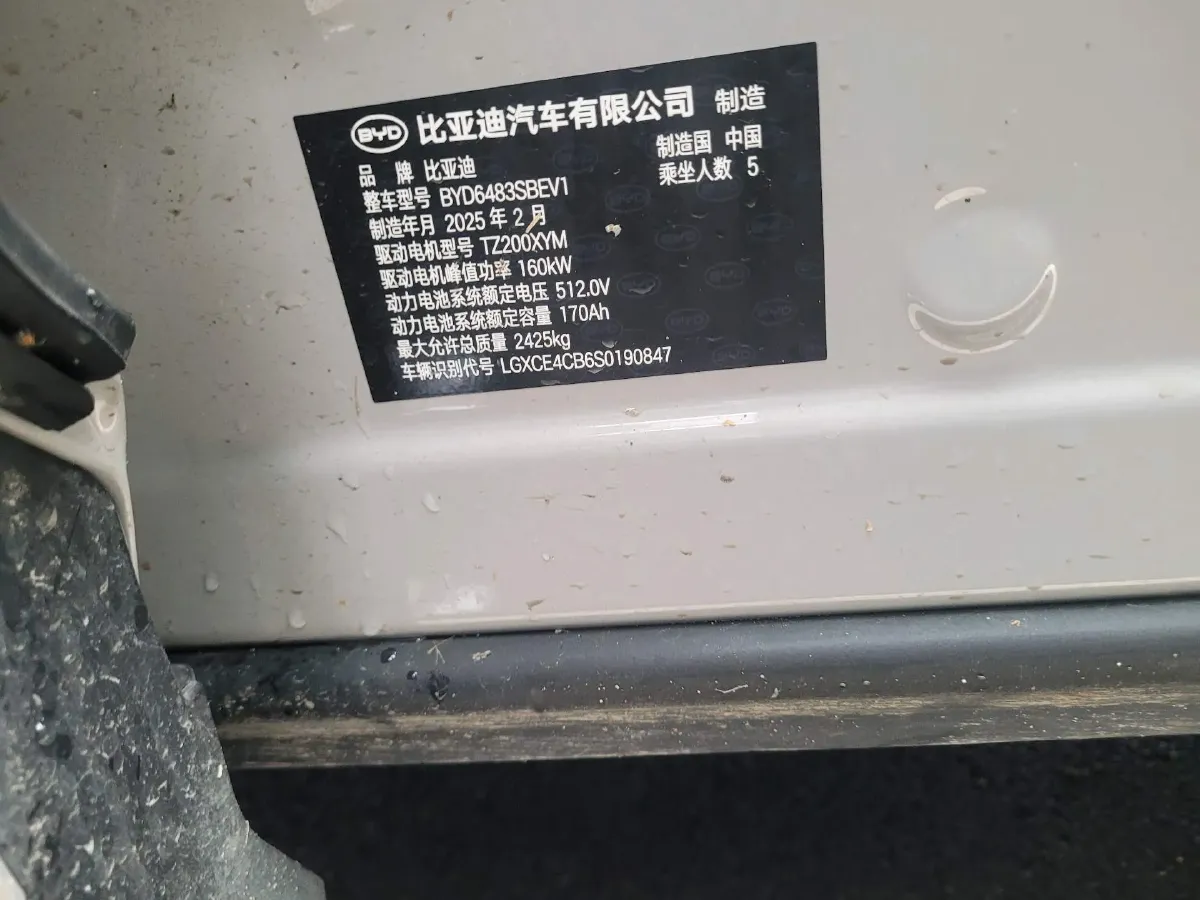 BYD 比亚迪汽车有限公司 制造
品 牌 比亚迪
制造国 中国
整车型号 BYD6483SBEV1
乘坐人数 5
制造年月 2025年2月
驱动电机型号 TZ200XYM
驱动电机峰值功率 160kW
动力电池系统额定电压 512.0V
动力电池系统额定容量 170Ah
最大允许总质量 2425kg
车辆识别代号 LGXCE4CB6S0190847